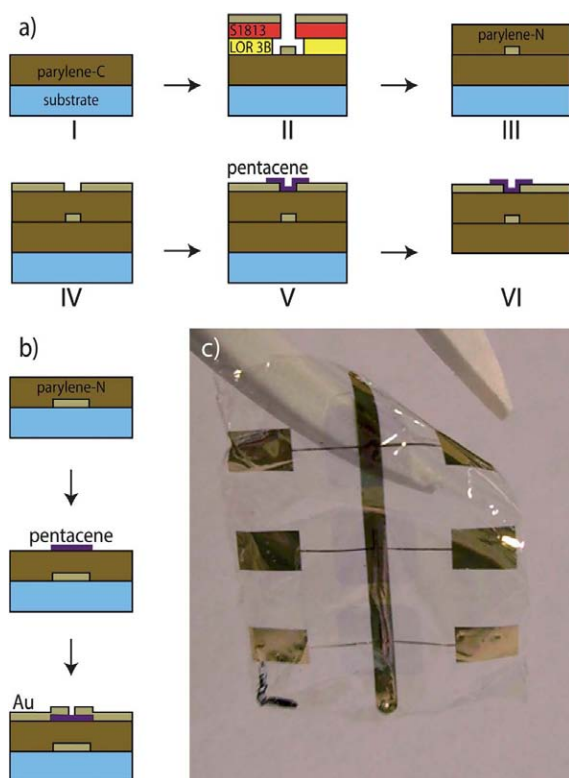 a)
S1813
LOR 3B
parylene-N
parylene-C
substrate
I
II
III
pentacene
IV
V
VI
b)
c)
parylene-N
pentacene
Au